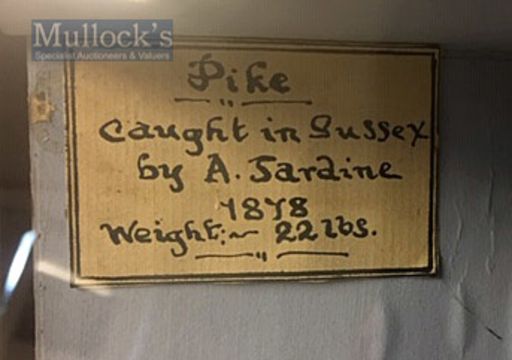 Mullock's
Specialist Auctioneers & Valuers
Pike
Caught in Sussex
by A. Jardine
1878
Weight:~ 22 lbs.